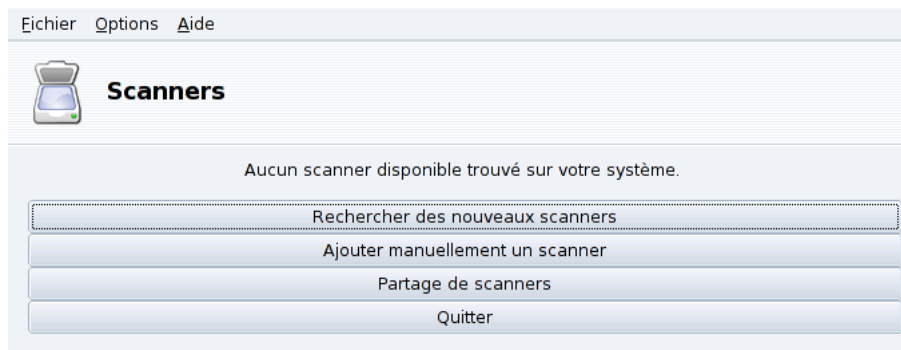 Fichier Options Aide
Scanners
Aucun scanner disponible trouvé sur votre système.
Rechercher des nouveaux scanners
Ajouter manuellement un scanner
Partage de scanners
Quitter